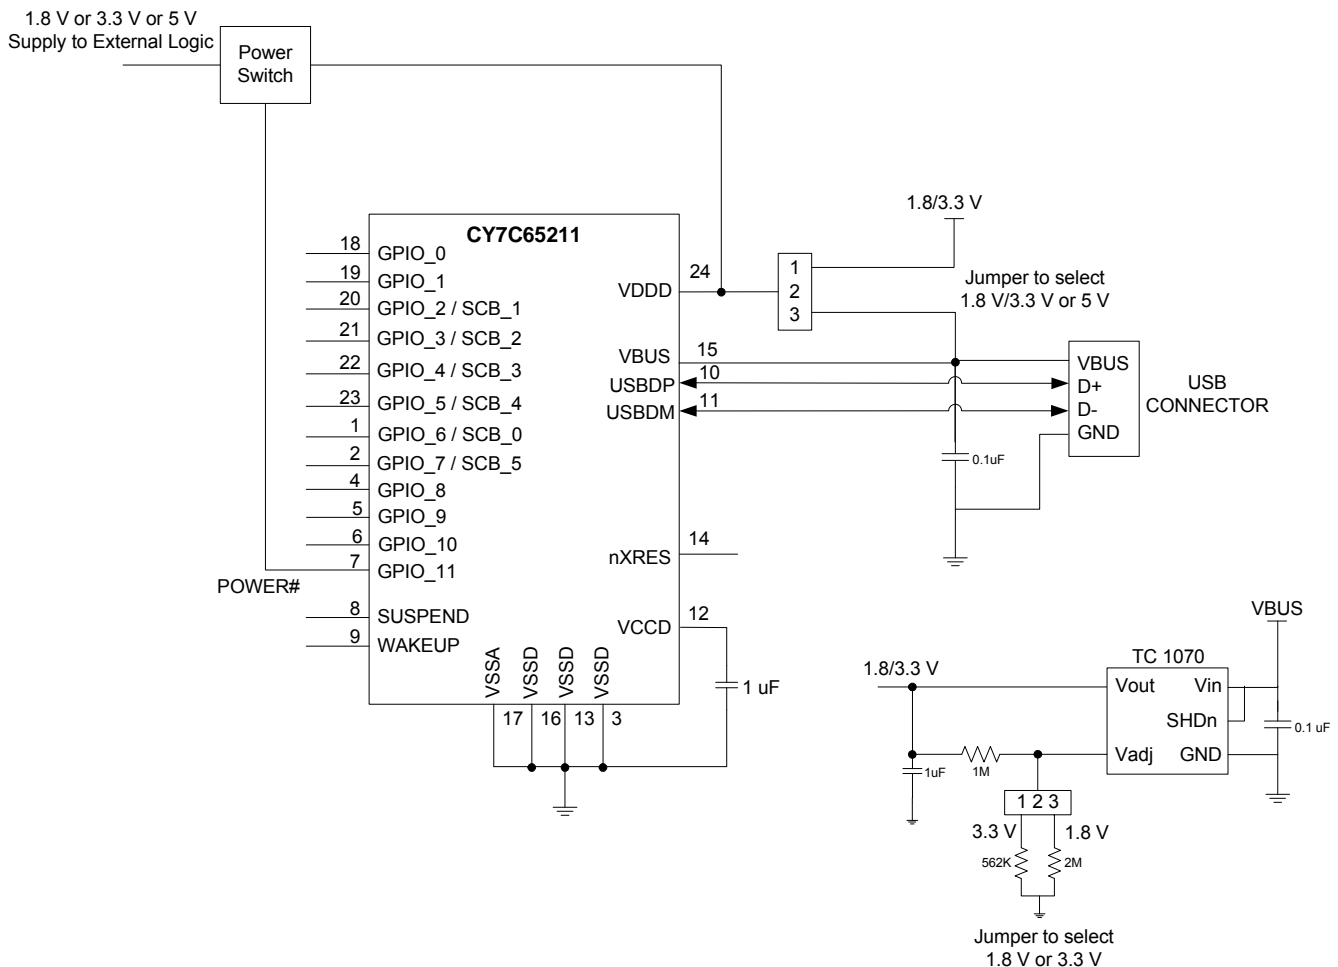 1.8 V or 3.3 V or 5 V
Supply to External Logic
Power
Switch
1.8/3.3 V
CY7C65211
18 GPIO_0
19 GPIO_1
20 GPIO_2 / SCB_1
21 GPIO_3 / SCB_2
22 GPIO_4 / SCB_3
23 GPIO_5 / SCB_4
1 GPIO_6 / SCB_0
2 GPIO_7 / SCB_5
4 GPIO_8
5 GPIO_9
6 GPIO_10
7 GPIO_11
POWER#
8 SUSPEND
9 WAKEUP
VDDD 24
VBUS 15
USBDP 10
USBDM 11
nXRES 14
VCCD 12
VSSA
VSSD
VSSD
VSSD
17 16 13 3
1 uF
1
2
3
Jumper to select
1.8 V/3.3 V or 5 V
VBUS
D+
D-
GND
USB
CONNECTOR
0.1uF
VBUS
1.8/3.3 V
TC 1070
Vout Vin
SHDn
Vadj GND
0.1 uF
1uF
1M
1 2 3
3.3 V 1.8 V
562K 2M
Jumper to select
1.8 V or 3.3 V